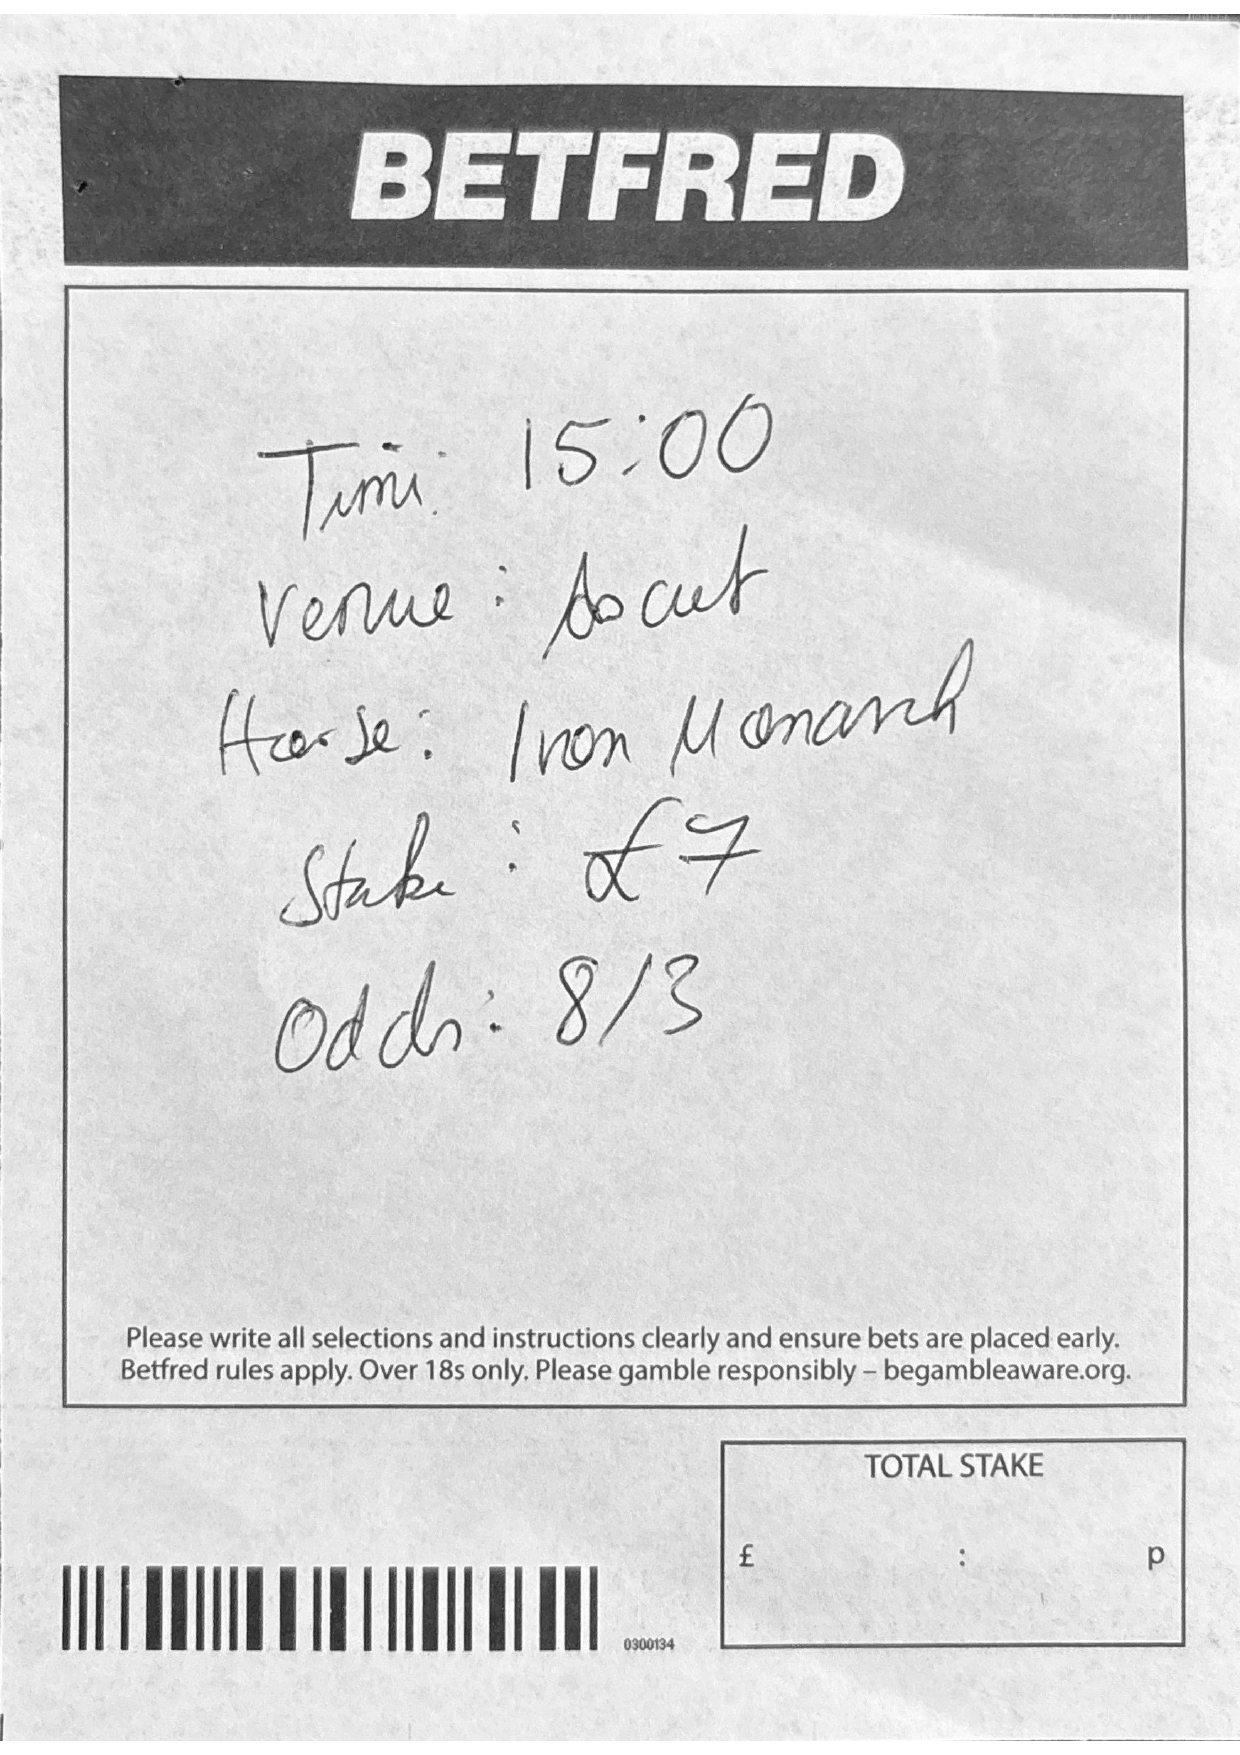 BETFRED
Time: 15:00
Venue: Ascot
Horse: Iron Monarch
Stake: £7
Odds: 8/3
Please write all selections and instructions clearly and ensure bets are placed early.
Betfred rules apply. Over 18s only. Please gamble responsibly – begambleaware.org.
TOTAL STAKE
£ : p
0300134